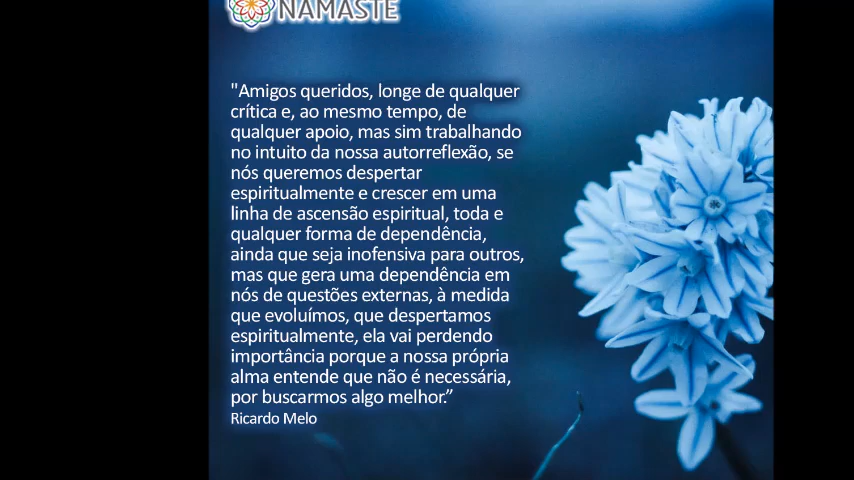 NAMASTE
"Amigos queridos, longe de qualquer
crítica e, ao mesmo tempo, de
qualquer apoio, mas sim trabalhando
no intuito da nossa autorreflexão, se
nós queremos despertar
espiritualmente e crescer em uma
linha de ascensão espiritual, toda e
qualquer forma de dependência,
ainda que seja inofensiva para outros,
mas que gera uma dependência em
nós de questões externas, à medida
que evoluímos, que despertamos
espiritualmente, ela vai perdendo
importância porque a nossa própria
alma entende que não é necessária,
por buscarmos algo melhor.”
Ricardo Melo